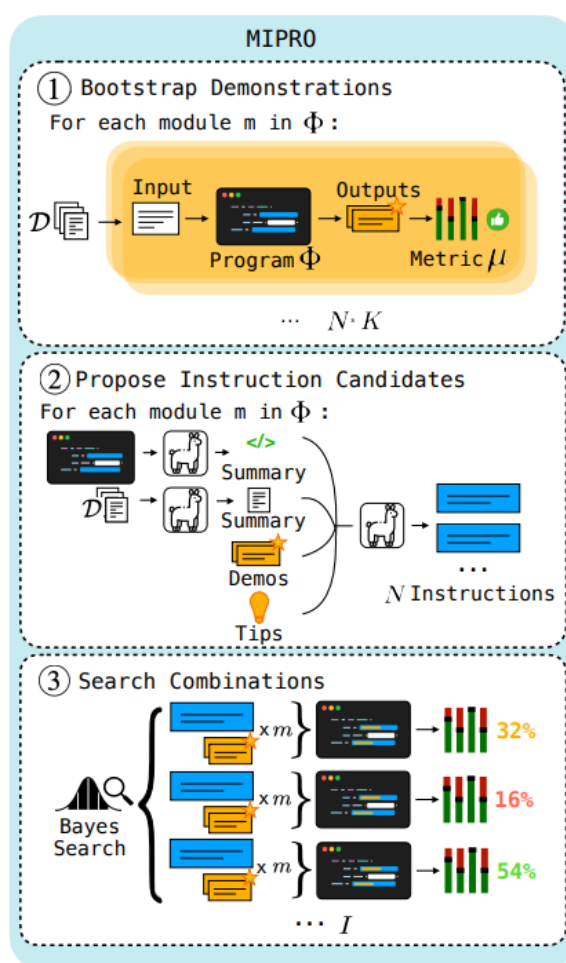 MIPRO
① Bootstrap Demonstrations
For each module m in Φ :
Input
Outputs
𝒟
Program Φ
Metric μ
... N · K
② Propose Instruction Candidates
For each module m in Φ :
</>
Summary
𝒟
Summary
Demos
... 
N Instructions
Tips
③ Search Combinations
x m } 32%
Bayes
Search
x m } 16%
x m } 54%
... I